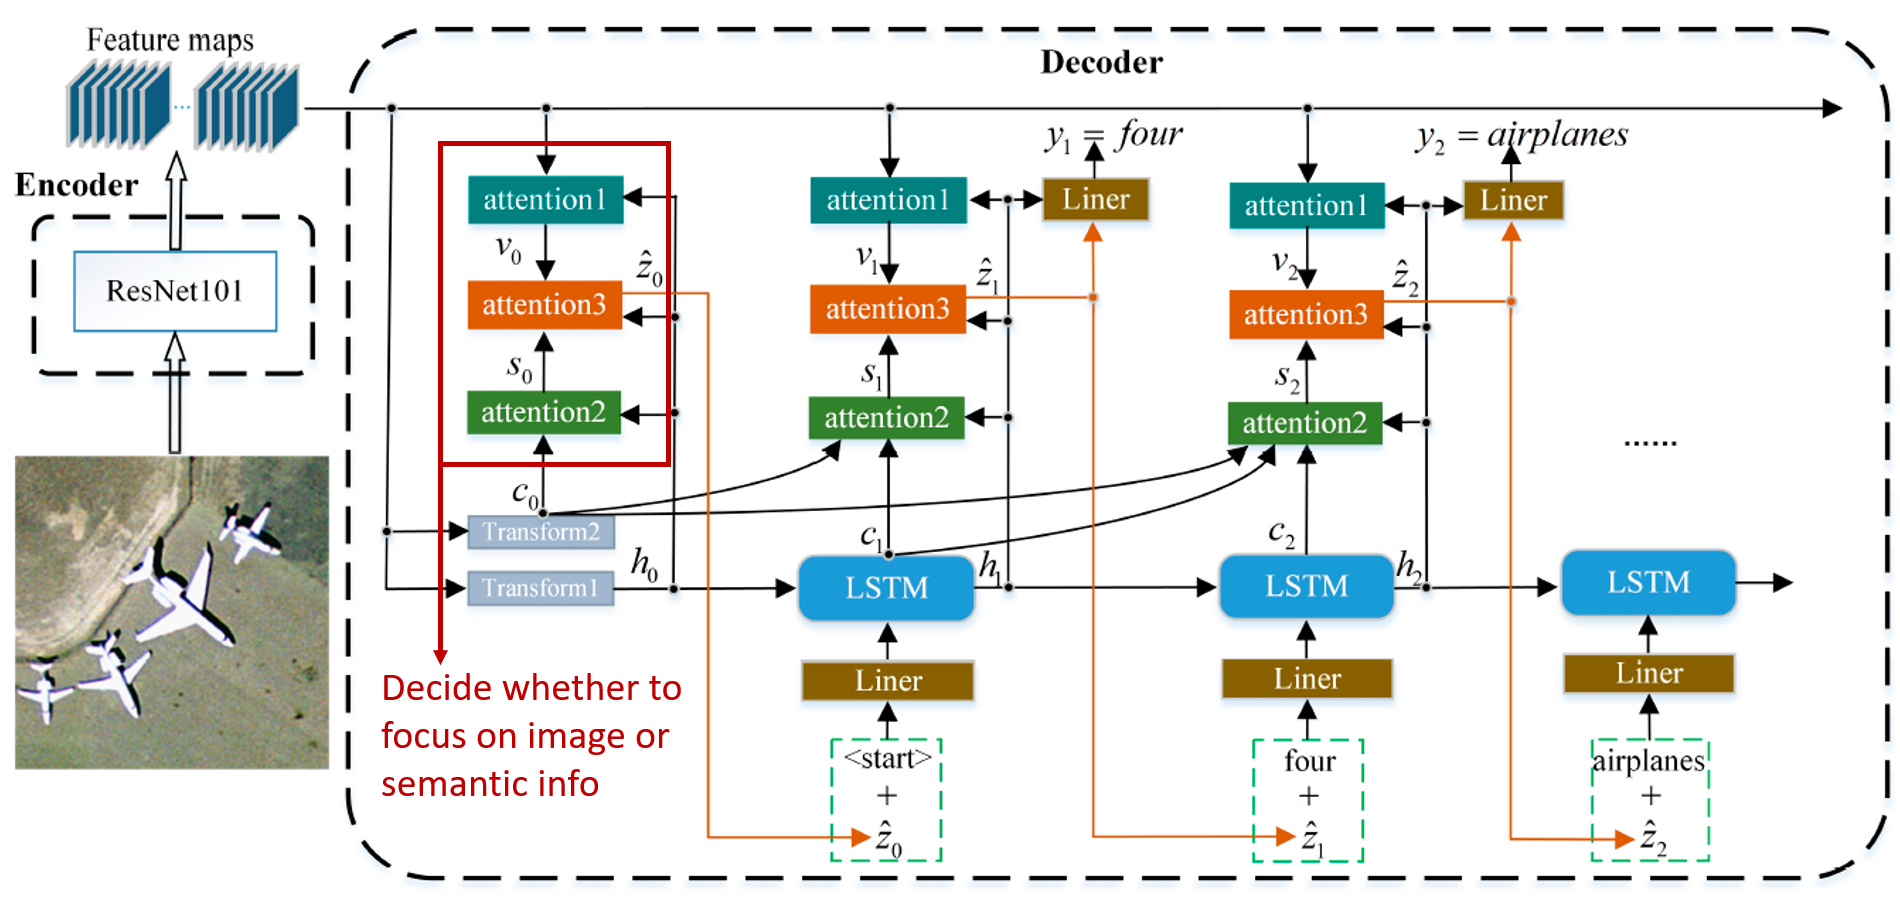 Feature maps
...
Encoder
ResNet101
Decoder
attention1
v₀
attention3
ẑ₀
s₀
attention2
c₀
Transform2
Transform1
h₀
Decide whether to
focus on image or
semantic info
y₁ = four
attention1
Liner
v₁
attention3
ẑ₁
s₁
attention2
c₁
LSTM
h₁
Liner
<start>
+
ẑ₀
y₂ = airplanes
attention1
Liner
v₂
attention3
ẑ₂
s₂
attention2
c₂
LSTM
h₂
Liner
four
+
ẑ₁
......
LSTM
Liner
airplanes
+
ẑ₂